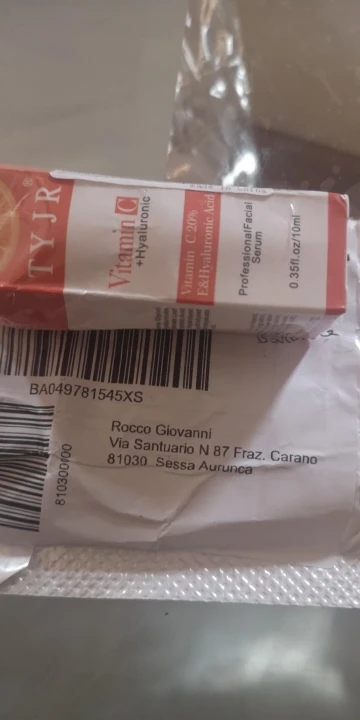 TYJR
®
Vitamin C
+Hyaluronic
Vitamin C 20%
E&Hyaluronic Acid
Professional Facial
Serum
0.35fl.oz/10ml
BA049781545XS
Rocco Giovanni
Via Santuario N 87 Fraz. Carano
81030 Sessa Aurunca
810300f00